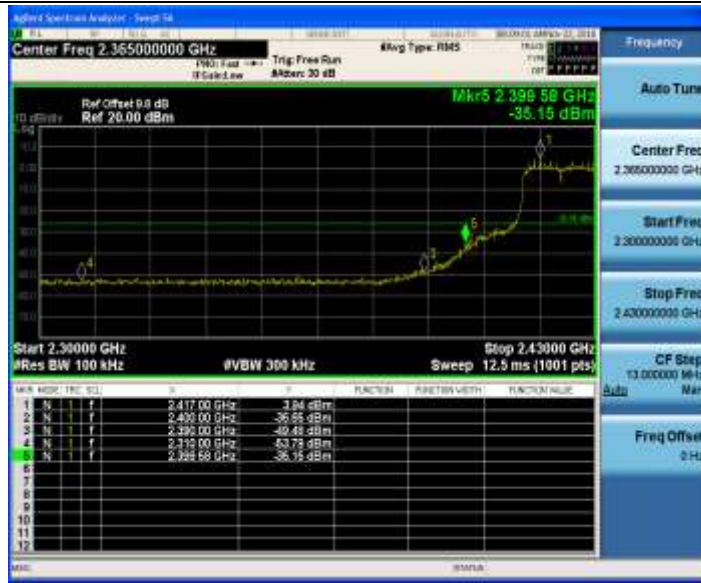 Agilent Spectrum Analyzer - Swept SA
Center Freq 2.365000000 GHz
PNO: Fast
IFGain:Low
Trig: Free Run
#Atten: 30 dB
#Avg Type: RMS
Frequency
Auto Tune
Ref Offset 9.8 dB
Ref 20.00 dBm
10 dB/div
Log
Mkr5 2.399 58 GHz
-35.15 dBm
1
5
3
4
Center Freq
2.365000000 GHz
Start Freq
2.300000000 GHz
Stop Freq
2.430000000 GHz
CF Step
13.000000 MHz
Auto Man
Freq Offset
0 Hz
Start 2.30000 GHz
Stop 2.43000 GHz
#Res BW 100 kHz
#VBW 300 kHz
Sweep 12.5 ms (1001 pts)
MKR MODE TRC SCL X Y FUNCTION FUNCTION WIDTH FUNCTION VALUE
1 N 1 f 2.417 00 GHz 3.94 dBm
2 N 1 f 2.400 00 GHz
3 N 1 f 2.390 00 GHz -49.48 dBm
4 N 1 f 2.310 00 GHz -53.79 dBm
5 N 1 f 2.399 58 GHz -35.15 dBm
6
7
8
9
10
11
12
MSG
STATUS